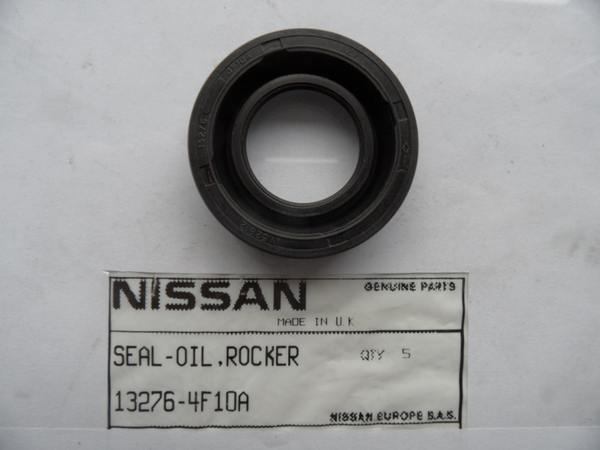 NISSAN GENUINE PARTS
MADE IN U.K
SEAL-OIL,ROCKER QTY 5
13276-4F10A
NISSAN EUROPE S.A.S.